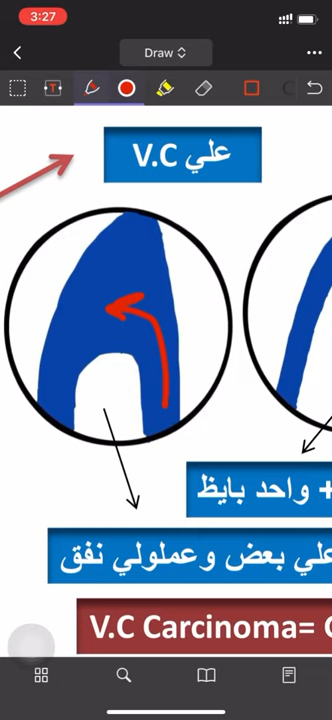 3:27
Draw
T
علي V.C
+ واحد بايظ
علي بعض وعملولي نفق
V.C Carcinoma=